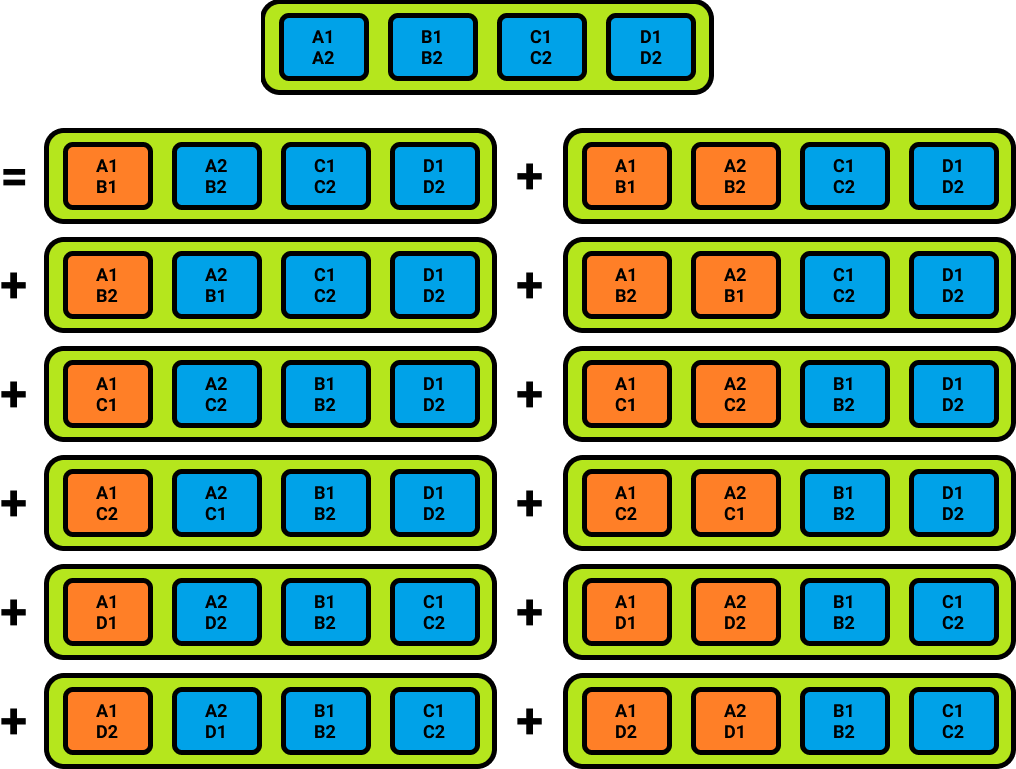 A1 B1 C1 D1
A2 B2 C2 D2
= A1 A2 C1 D1 + A1 A2 C1 D1
B1 B2 C2 D2 B1 B2 C2 D2
+ A1 A2 C1 D1 + A1 A2 C1 D1
B2 B1 C2 D2 B2 B1 C2 D2
+ A1 A2 B1 D1 + A1 A2 B1 D1
C1 C2 B2 D2 C1 C2 B2 D2
+ A1 A2 B1 D1 + A1 A2 B1 D1
C2 C1 B2 D2 C2 C1 B2 D2
+ A1 A2 B1 C1 + A1 A2 B1 C1
D1 D2 B2 C2 D1 D2 B2 C2
+ A1 A2 B1 C1 + A1 A2 B1 C1
D2 D1 B2 C2 D2 D1 B2 C2